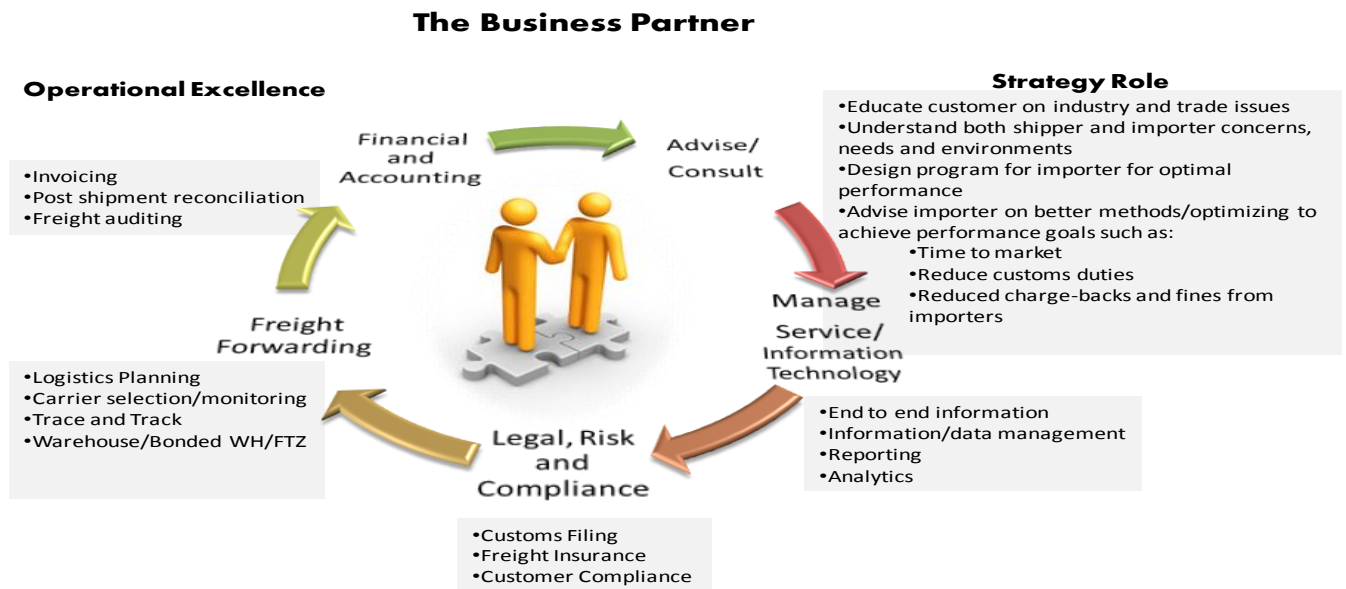 The Business Partner
Operational Excellence
Strategy Role
Financial
and
Accounting
•Invoicing
•Post shipment reconciliation
•Freight auditing
Advise/
Consult
•Educate customer on industry and trade issues
•Understand both shipper and importer concerns,
needs and environments
•Design program for importer for optimal
performance
•Advise importer on better methods/optimizing to
achieve performance goals such as:
•Time to market
•Reduce customs duties
•Reduced charge-backs and fines from
importers
Manage
Service/
Information
Technology
•End to end information
•Information/data management
•Reporting
•Analytics
Legal, Risk
and
Compliance
•Customs Filing
•Freight Insurance
•Customer Compliance
Freight
Forwarding
•Logistics Planning
•Carrier selection/monitoring
•Trace and Track
•Warehouse/Bonded WH/FTZ